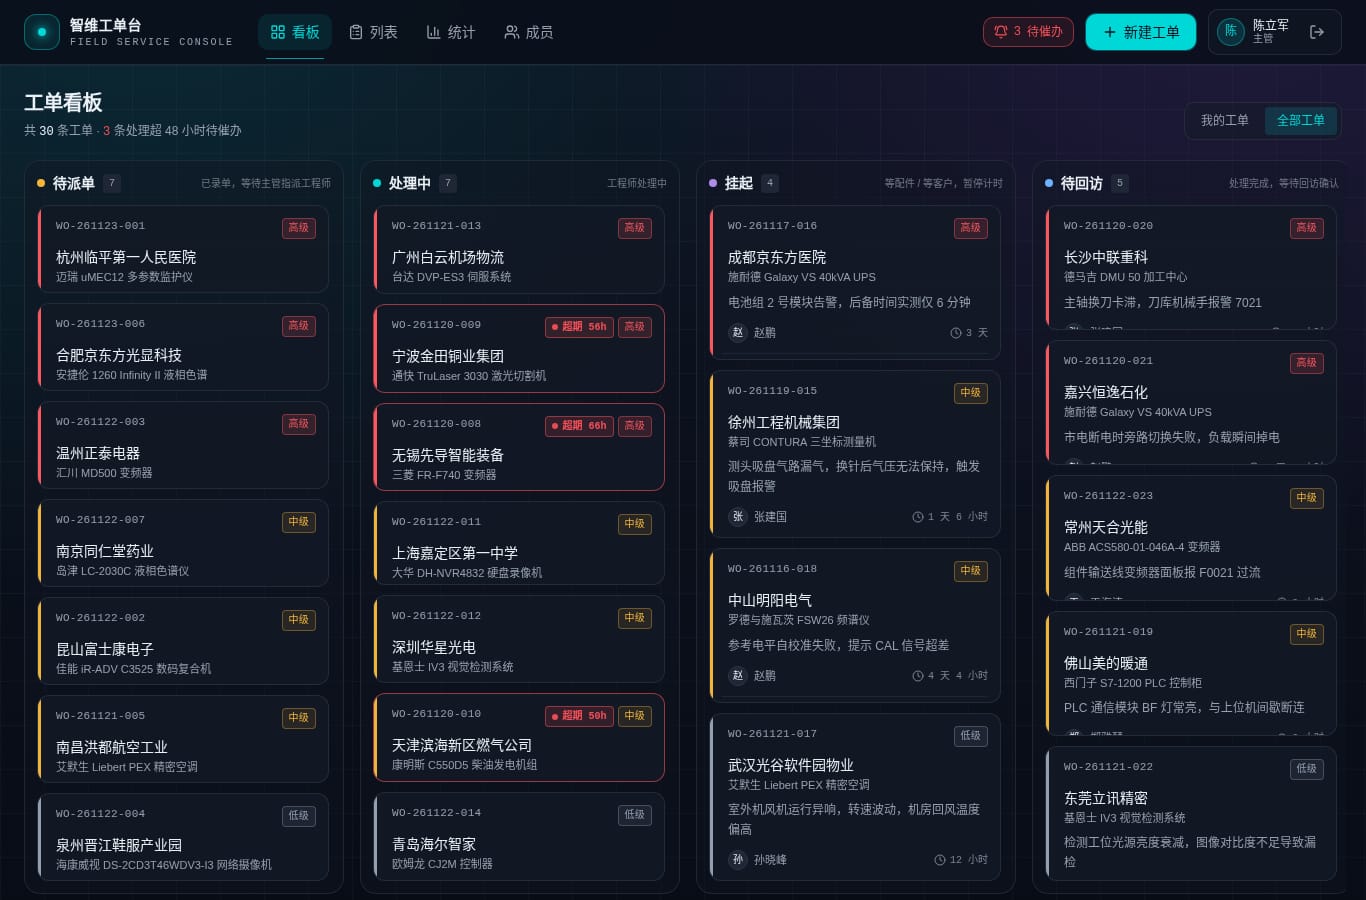 智维工单台
FIELD SERVICE CONSOLE
看板
列表
统计
成员
3 待催办
新建工单
陈
陈立军
主管
工单看板
共 30 条工单 · 3 条处理超 48 小时待催办
我的工单
全部工单
待派单 7
已录单，等待主管指派工程师
WO-261123-001
高级
杭州临平第一人民医院
迈瑞 uMEC12 多参数监护仪
WO-261123-006
高级
合肥京东方光显科技
安捷伦 1260 Infinity II 液相色谱
WO-261122-003
高级
温州正泰电器
汇川 MD500 变频器
WO-261122-007
中级
南京同仁堂药业
岛津 LC-2030C 液相色谱仪
WO-261122-002
中级
昆山富士康电子
佳能 iR-ADV C3525 数码复合机
WO-261121-005
中级
南昌洪都航空工业
艾默生 Liebert PEX 精密空调
WO-261122-004
低级
泉州晋江鞋服产业园
海康威视 DS-2CD3T46WDV3-I3 网络摄像机
处理中 7
工程师处理中
WO-261121-013
高级
广州白云机场物流
台达 DVP-ES3 伺服系统
WO-261120-009
超期 56h
高级
宁波金田铜业集团
通快 TruLaser 3030 激光切割机
WO-261120-008
超期 66h
高级
无锡先导智能装备
三菱 FR-F740 变频器
WO-261122-011
中级
上海嘉定区第一中学
大华 DH-NVR4832 硬盘录像机
WO-261122-012
中级
深圳华星光电
基恩士 IV3 视觉检测系统
WO-261120-010
超期 50h
中级
天津滨海新区燃气公司
康明斯 C550D5 柴油发电机组
WO-261122-014
低级
青岛海尔智家
欧姆龙 CJ2M 控制器
挂起 4
等配件 / 等客户，暂停计时
WO-261117-016
高级
成都京东方医院
施耐德 Galaxy VS 40kVA UPS
电池组 2 号模块告警，后备时间实测仅 6 分钟
赵 赵鹏
3 天
WO-261119-015
中级
徐州工程机械集团
蔡司 CONTURA 三坐标测量机
测头吸盘气路漏气，换针后气压无法保持，触发
吸盘报警
张 张建国
1 天 6 小时
WO-261116-018
中级
中山明阳电气
罗德与施瓦茨 FSW26 频谱仪
参考电平自校准失败，提示 CAL 信号超差
赵 赵鹏
4 天 4 小时
WO-261121-017
低级
武汉光谷软件园物业
艾默生 Liebert PEX 精密空调
室外机风机运行异响，转速波动，机房回风温度
偏高
孙 孙晓峰
12 小时
待回访 5
处理完成，等待回访确认
WO-261120-020
高级
长沙中联重科
德马吉 DMU 50 加工中心
主轴换刀卡滞，刀库机械手报警 7021
WO-261120-021
高级
嘉兴恒逸石化
施耐德 Galaxy VS 40kVA UPS
市电断电时旁路切换失败，负载瞬间掉电
WO-261122-023
中级
常州天合光能
ABB ACS580-01-046A-4 变频器
组件输送线变频器面板报 F0021 过流
WO-261121-019
中级
佛山美的暖通
西门子 S7-1200 PLC 控制柜
PLC 通信模块 BF 灯常亮，与上位机间歇断连
WO-261121-022
低级
东莞立讯精密
基恩士 IV3 视觉检测系统
检测工位光源亮度衰减，图像对比度不足导致漏
检